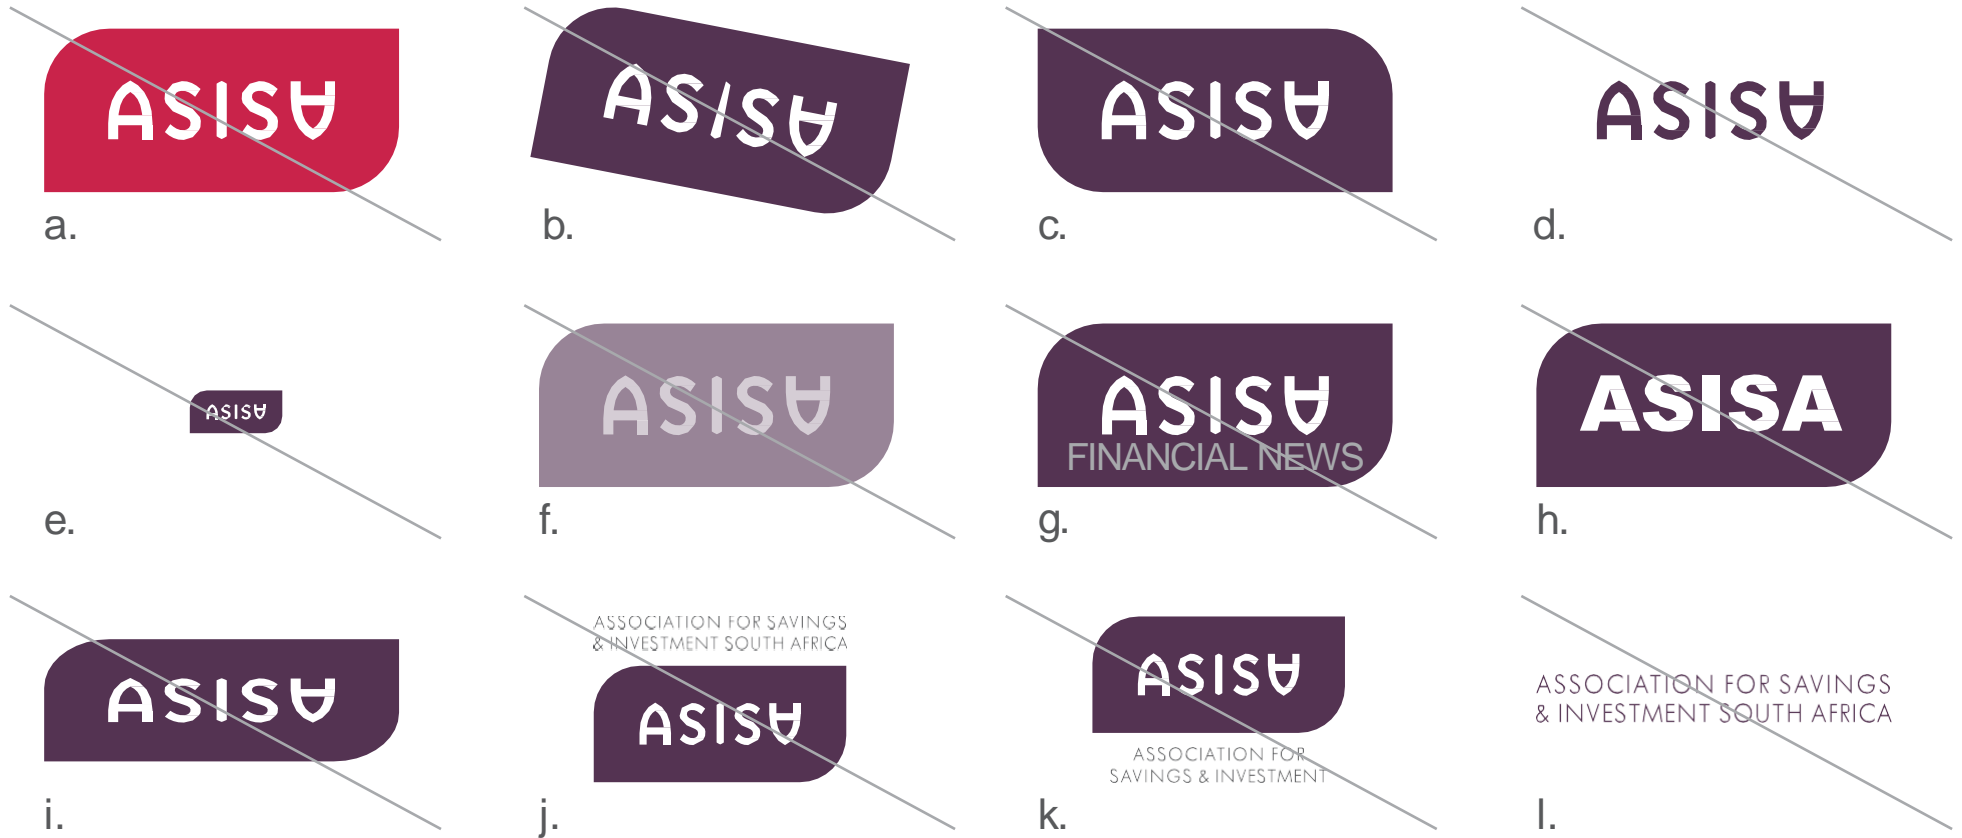 ASISA
ASISA
ASISA
ASISA
a.
b.
c.
d.
ASISA
ASISA
ASISA
FINANCIAL NEWS
ASISA
e.
f.
g.
h.
ASISA
ASSOCIATION FOR SAVINGS
& INVESTMENT SOUTH AFRICA
ASISA
ASISA
ASSOCIATION FOR
SAVINGS & INVESTMENT
ASSOCIATION FOR SAVINGS
& INVESTMENT SOUTH AFRICA
i.
j.
k.
l.